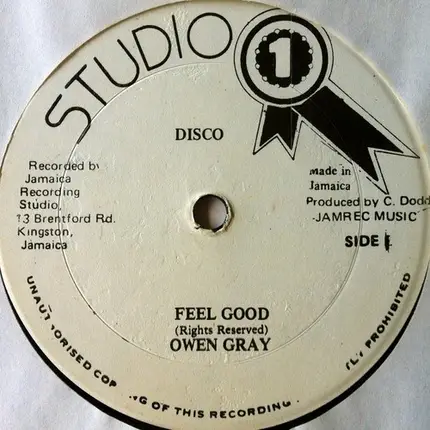 STUDIO 1
DISCO
Recorded by
Jamaica
Recording
Studio,
13 Brentford Rd.
Kingston,
Jamaica
Made in
Jamaica
Produced by C. Dodd
-JAMREC MUSIC-
SIDE I
FEEL GOOD
(Rights Reserved)
OWEN GRAY
OF THIS RECORDING
PROHIBITED